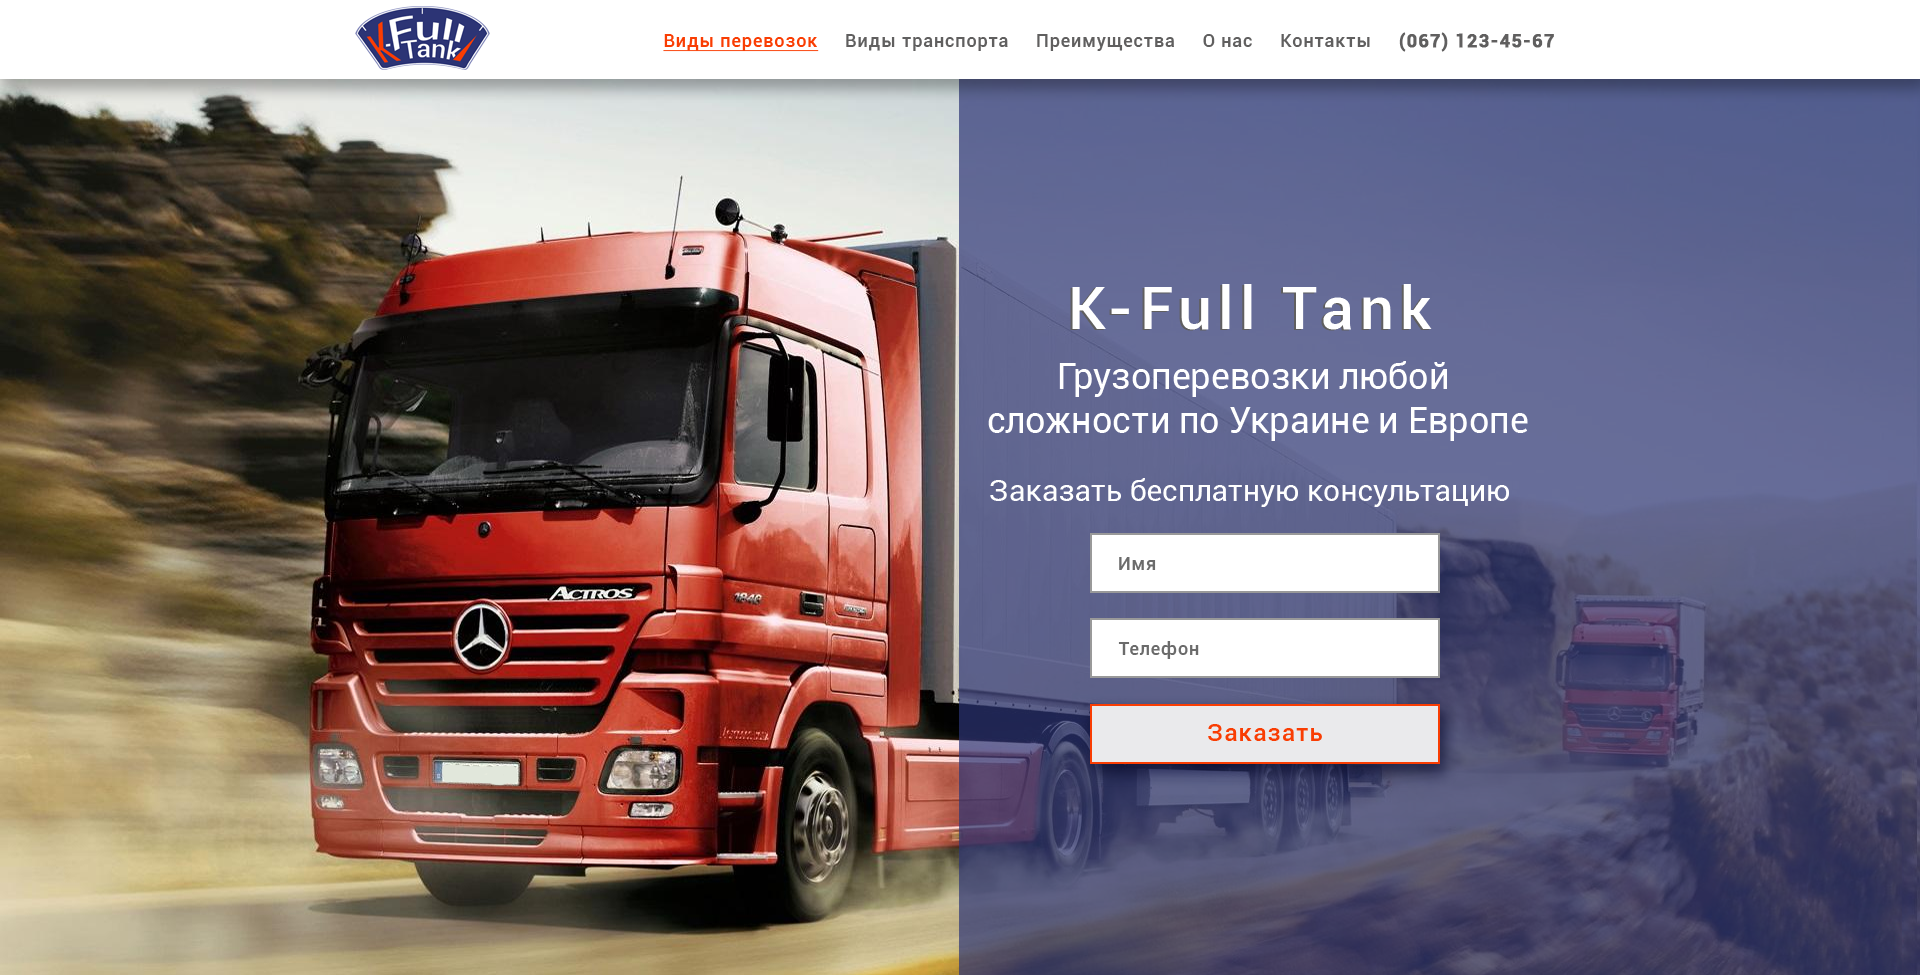 K-Full
Tank
Виды перевозок Виды транспорта Преимущества О нас Контакты (067) 123-45-67
K-Full Tank
Грузоперевозки любой
сложности по Украине и Европе
Заказать бесплатную консультацию
Имя
ACTROS
1846
Телефон
Заказать